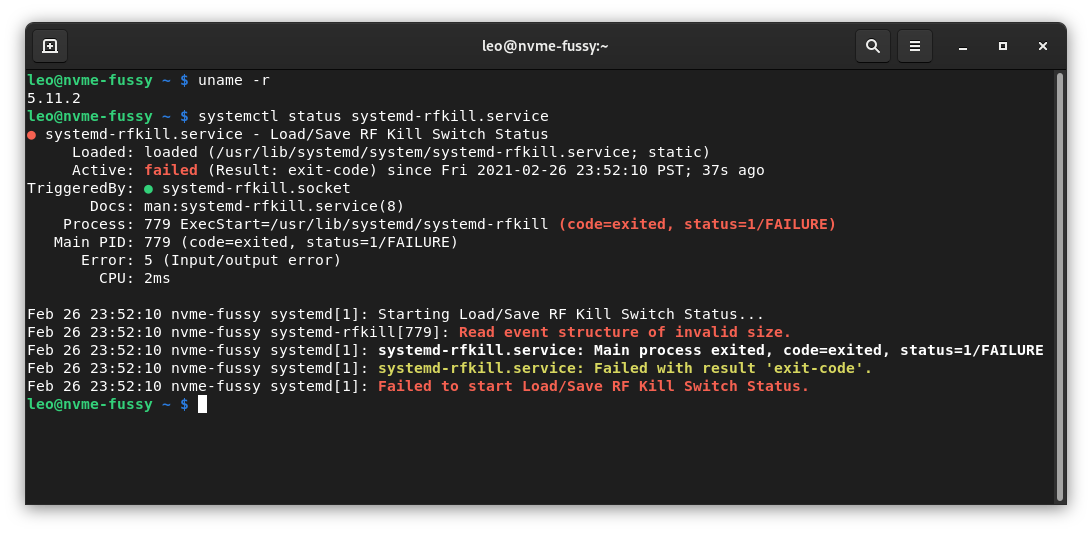 leo@nvme-fussy:~
leo@nvme-fussy ~ $ uname -r
5.11.2
leo@nvme-fussy ~ $ systemctl status systemd-rfkill.service
● systemd-rfkill.service - Load/Save RF Kill Switch Status
     Loaded: loaded (/usr/lib/systemd/system/systemd-rfkill.service; static)
     Active: failed (Result: exit-code) since Fri 2021-02-26 23:52:10 PST; 37s ago
TriggeredBy: ● systemd-rfkill.socket
       Docs: man:systemd-rfkill.service(8)
    Process: 779 ExecStart=/usr/lib/systemd/systemd-rfkill (code=exited, status=1/FAILURE)
   Main PID: 779 (code=exited, status=1/FAILURE)
      Error: 5 (Input/output error)
        CPU: 2ms
Feb 26 23:52:10 nvme-fussy systemd[1]: Starting Load/Save RF Kill Switch Status...
Feb 26 23:52:10 nvme-fussy systemd-rfkill[779]: Read event structure of invalid size.
Feb 26 23:52:10 nvme-fussy systemd[1]: systemd-rfkill.service: Main process exited, code=exited, status=1/FAILURE
Feb 26 23:52:10 nvme-fussy systemd[1]: systemd-rfkill.service: Failed with result 'exit-code'.
Feb 26 23:52:10 nvme-fussy systemd[1]: Failed to start Load/Save RF Kill Switch Status.
leo@nvme-fussy ~ $